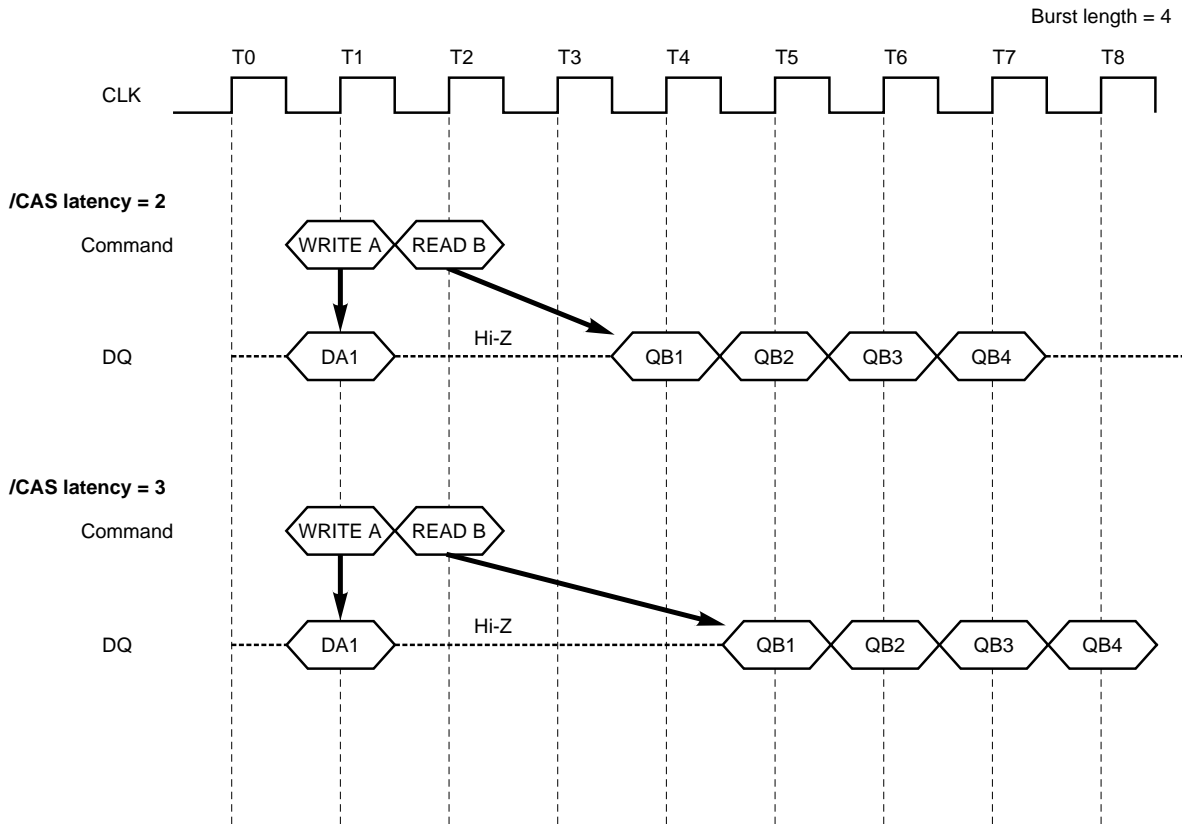 Burst length = 4
T0 T1 T2 T3 T4 T5 T6 T7 T8
CLK
/CAS latency = 2
Command WRITE A READ B
Hi-Z
DQ DA1 QB1 QB2 QB3 QB4
/CAS latency = 3
Command WRITE A READ B
Hi-Z
DQ DA1 QB1 QB2 QB3 QB4